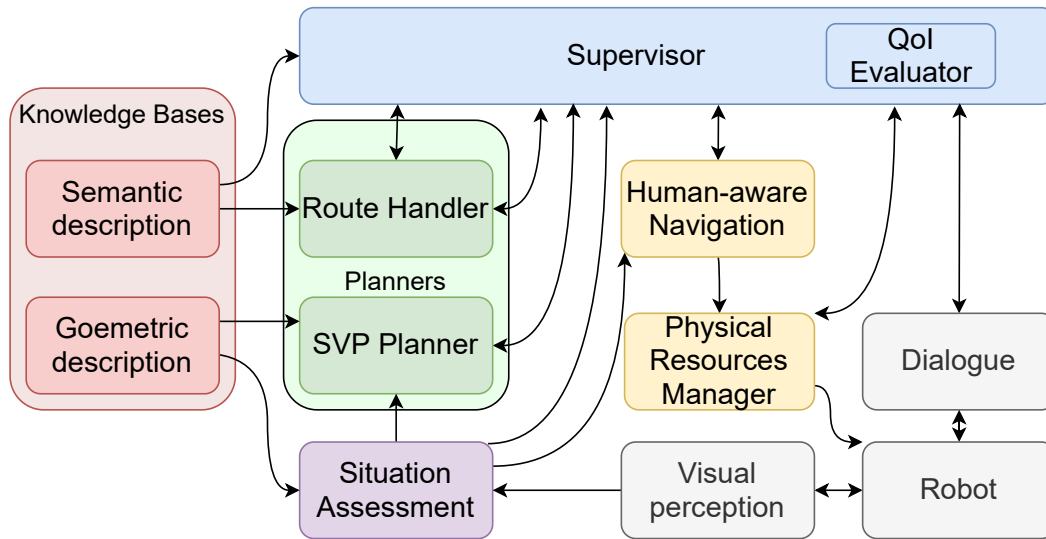 Supervisor
QoI
Evaluator
Knowledge Bases
Semantic
description
Route Handler
Human-aware
Navigation
Planners
Goemetric
description
SVP Planner
Physical
Resources
Manager
Dialogue
Situation
Assessment
Visual
perception
Robot